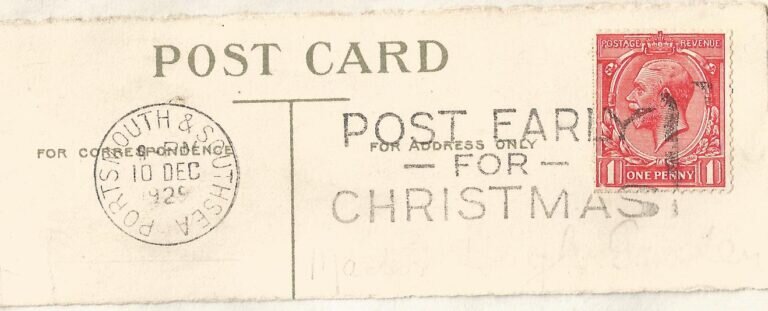 POST CARD
FOR CORRESPONDENCE
FOR ADDRESS ONLY
PORTSMOUTH & SOUTHSEA
10 DEC
1929
POST EARLY
– FOR –
CHRISTMAS
POSTAGE REVENUE
1 ONE PENNY 1